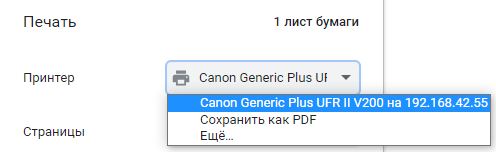 Печать 1 лист бумаги
Принтер Canon Generic Plus UF
Canon Generic Plus UFR II V200 на 192.168.42.55
Сохранить как PDF
Ещё...
Страницы